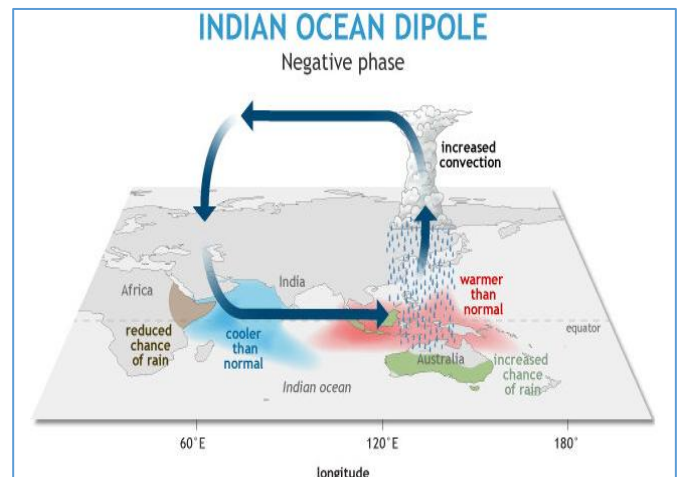 INDIAN OCEAN DIPOLE
Negative phase
increased
convection
India
Africa
warmer
than
normal
reduced
chance
of rain
cooler
than
normal
equator
Australia
increased
chance
of rain
Indian ocean
60°E
120°E
180°
longitude